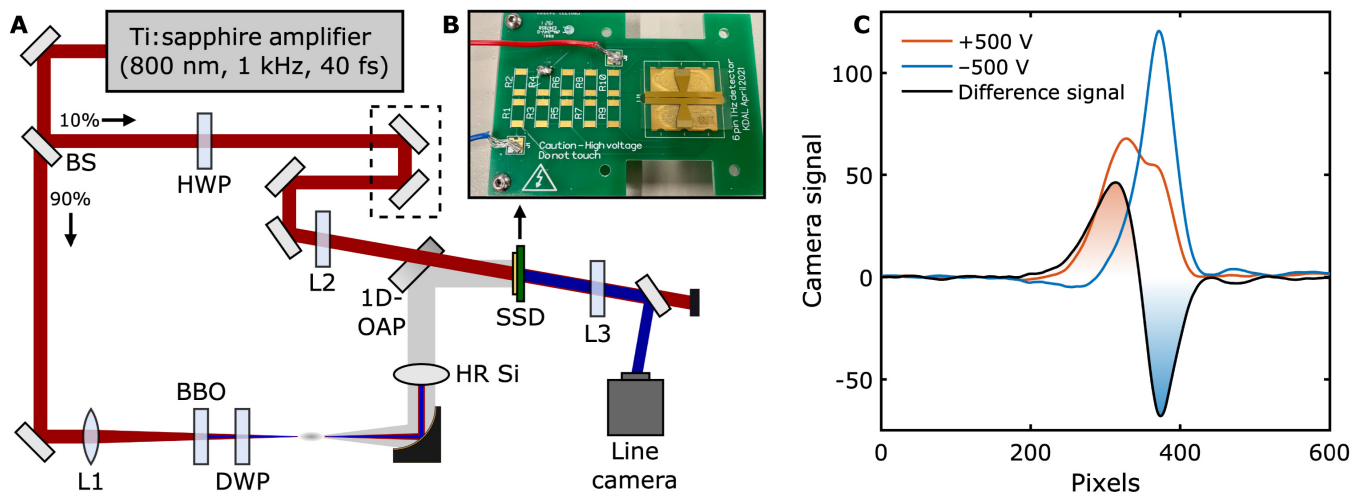 A
Ti:sapphire amplifier
(800 nm, 1 kHz, 40 fs)
10%
BS
HWP
90%
L2
1D-
OAP
SSD
L3
HR Si
BBO
L1
DWP
Line
camera
B
R2
R4
R6
R8
R10
R1
R3
R5
R7
R9
Caution - High voltage
Do not touch
6 pin 1 Hz detector
KDAL April 2021
C
+500 V
–500 V
Difference signal
Camera signal
100
50
0
-50
0
200
400
600
Pixels